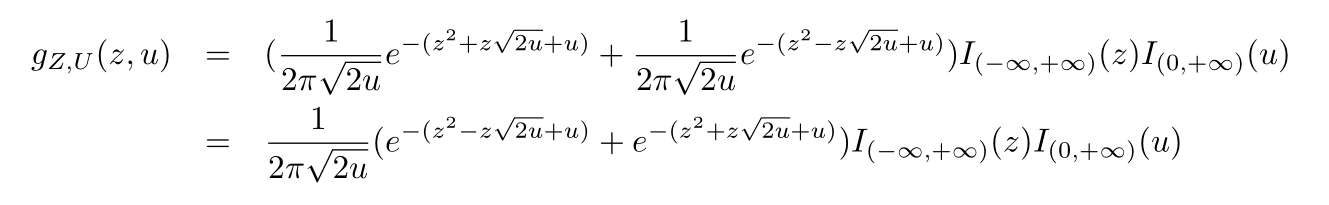 $g_{Z,U}(z,u) = (\frac{1}{2\pi\sqrt{2u}}e^{-(z^2+z\sqrt{2u}+u)} + \frac{1}{2\pi\sqrt{2u}}e^{-(z^2-z\sqrt{2u}+u)})I_{(-\infty,+\infty)}(z)I_{(0,+\infty)}(u)$
$= \frac{1}{2\pi\sqrt{2u}}(e^{-(z^2-z\sqrt{2u}+u)} + e^{-(z^2+z\sqrt{2u}+u)})I_{(-\infty,+\infty)}(z)I_{(0,+\infty)}(u)$